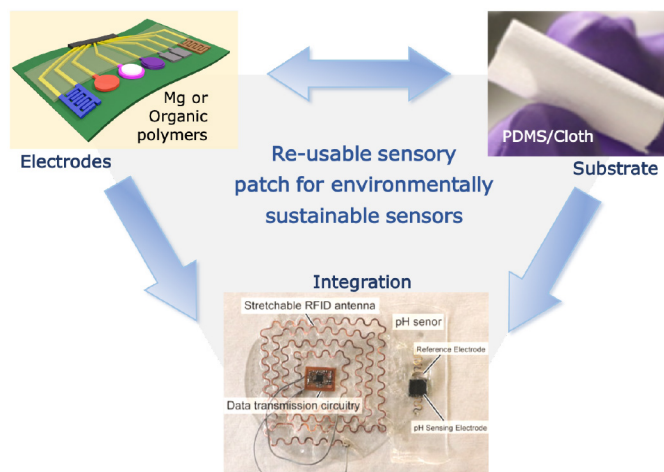 Mg or
Organic
polymers
Electrodes
PDMS/Cloth
Substrate
Re-usable sensory
patch for environmentally
sustainable sensors
Integration
Stretchable RFID antenna
pH senor
Reference Electrode
Data transmission circuitry
pH Sensing Electrode